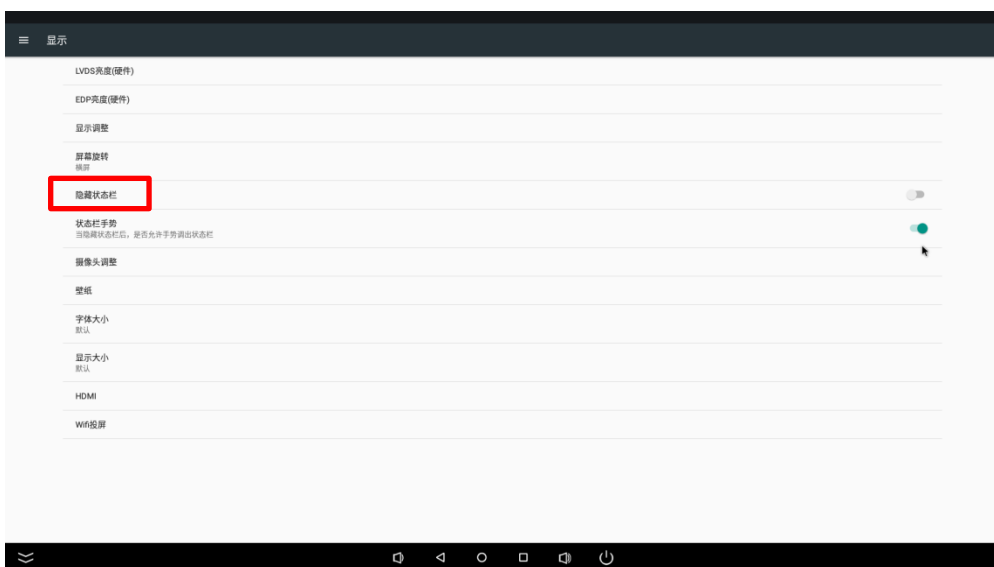 显示
LVDS亮度(硬件)
EDP亮度(硬件)
显示调整
屏幕旋转
横屏
隐藏状态栏
状态栏手势
当隐藏状态栏后，是否允许手势调出状态栏
摄像头调整
壁纸
字体大小
默认
显示大小
默认
HDMI
Wifi投屏